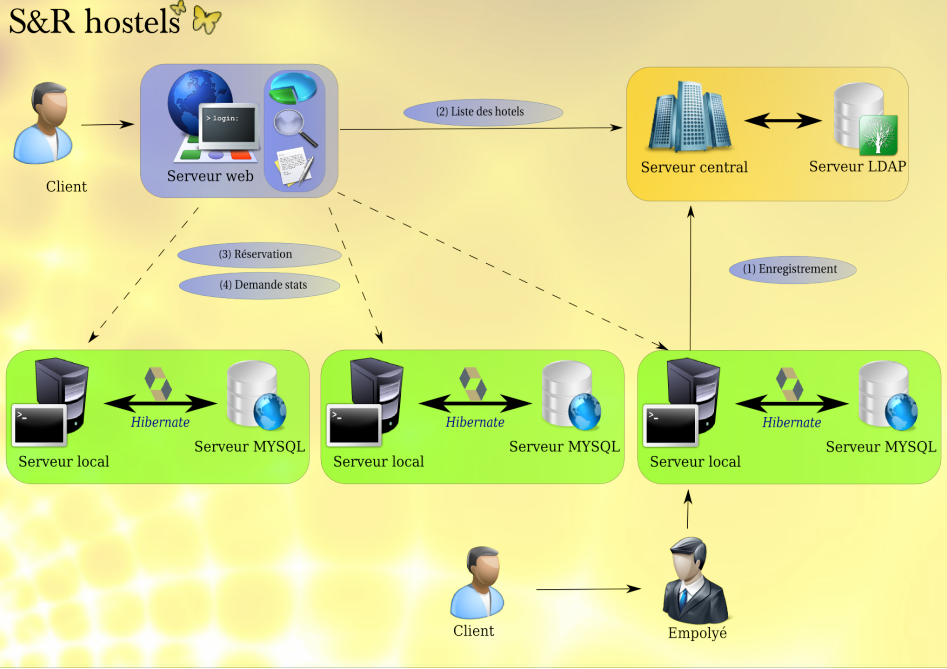 S&R hostels
> login:
(2) Liste des hotels
Serveur web
Serveur central
Serveur LDAP
Client
(3) Réservation
(4) Demande stats
(1) Enregistrement
>_
Hibernate
Serveur MYSQL
Serveur local
>_
Hibernate
Serveur MYSQL
Serveur local
>_
Hibernate
Serveur MYSQL
Serveur local
Client
Empolyé